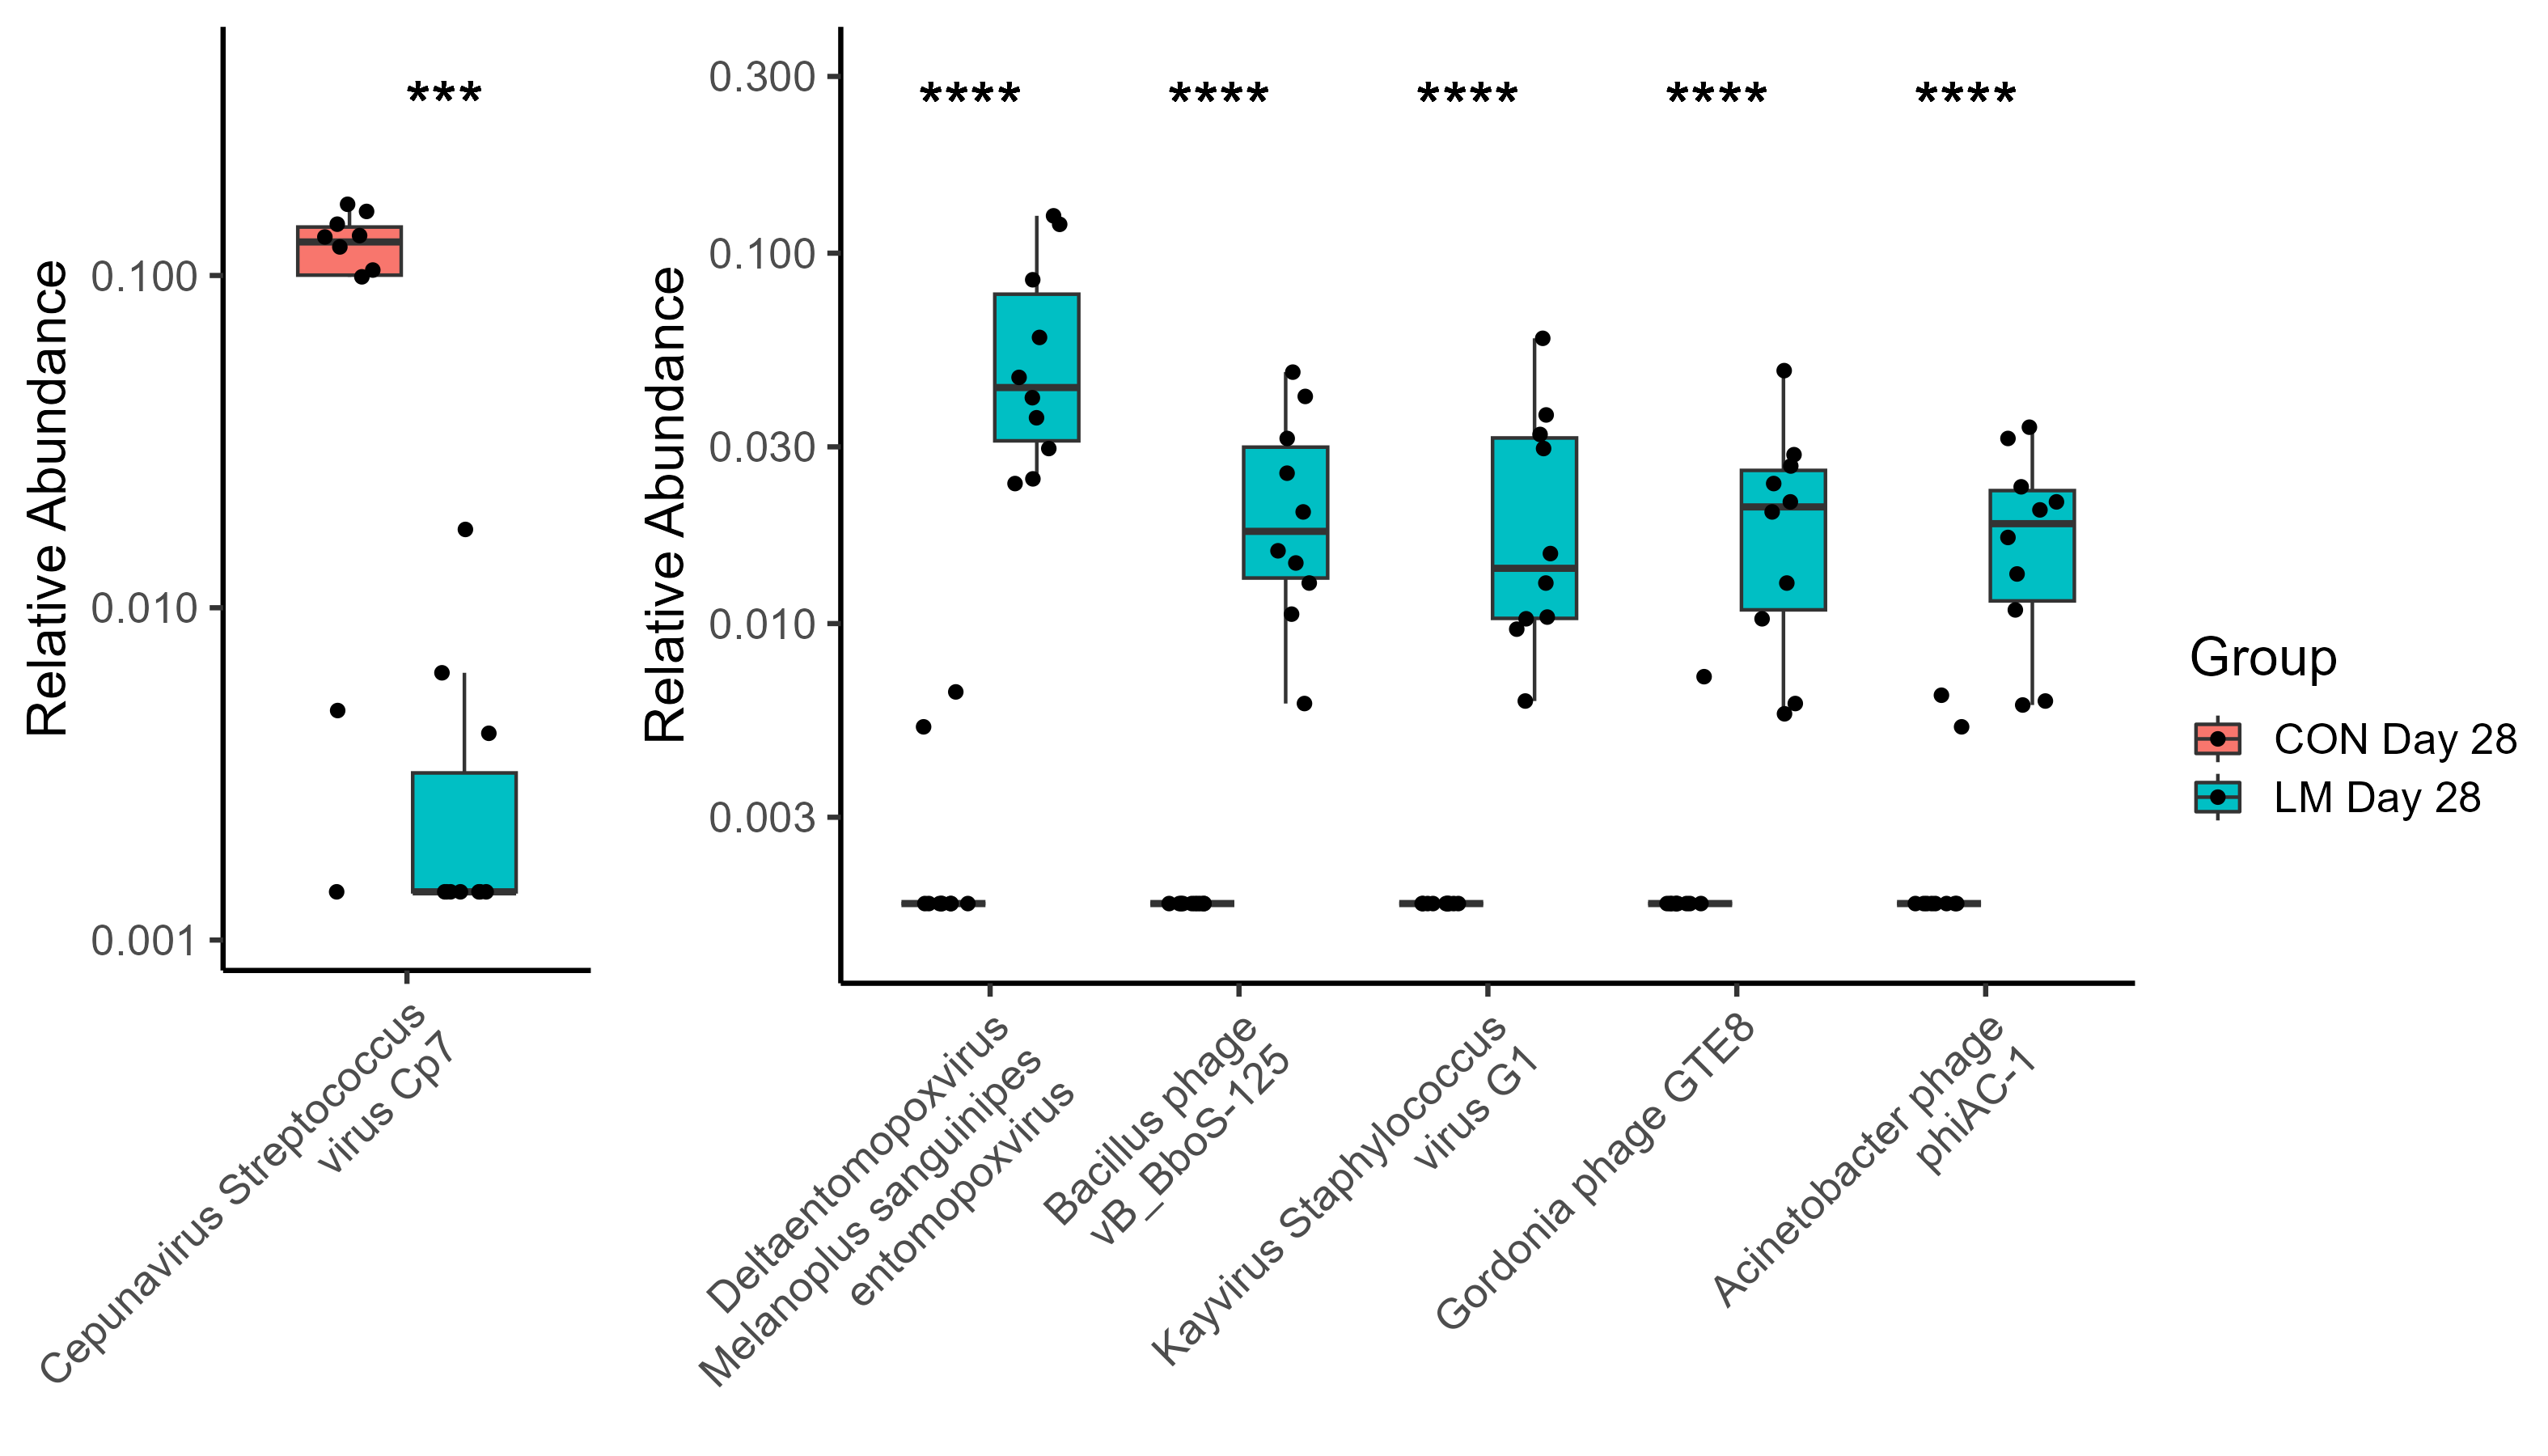 Relative Abundance
0.100
0.010
0.001
***
Cepunavirus Streptococcus
virus Cp7
Relative Abundance
0.300
0.100
0.030
0.010
0.003
****
****
****
****
****
Deltaentomopoxvirus
Melanoplus sanguinipes
entomopoxvirus
Bacillus phage
vB_BboS-125
Kayvirus Staphylococcus
virus G1
Gordonia phage GTE8
Acinetobacter phage
phiAC-1
Group
CON Day 28
LM Day 28